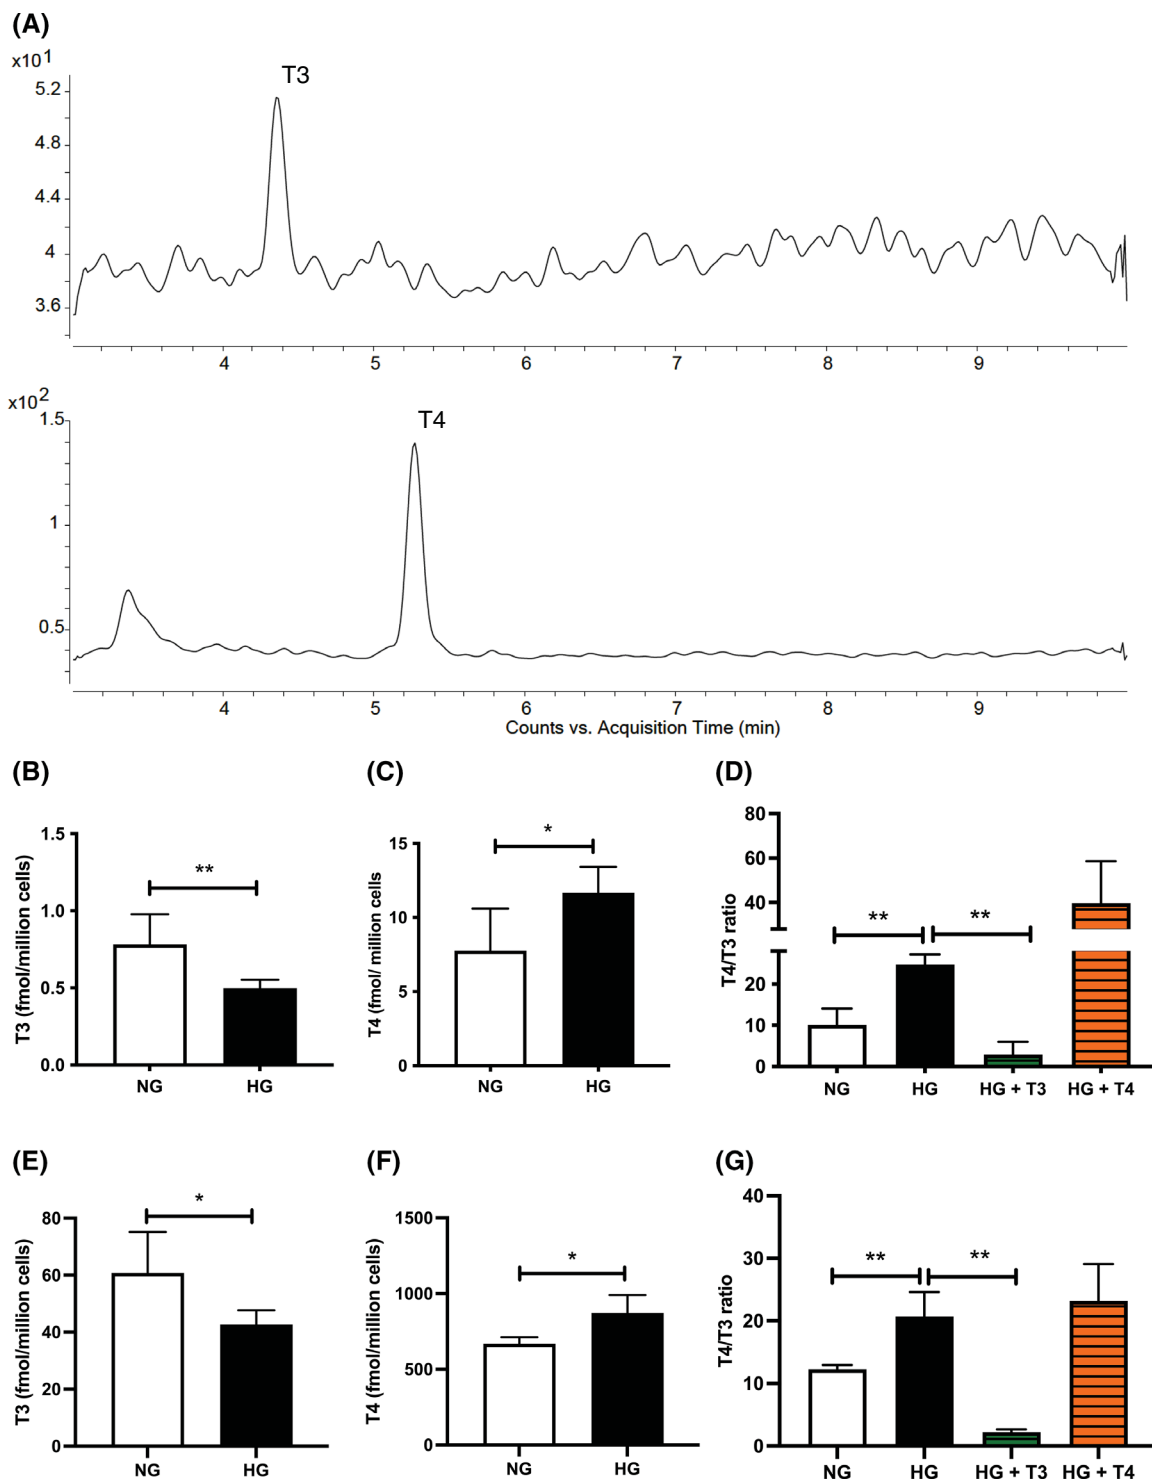 (A)
x10¹
T3
5.2
4.8
4.4
4
3.6
4 5 6 7 8 9
x10²
T4
1.5
1
0.5
4 5 6 7 8 9
Counts vs. Acquisition Time (min)
(B)
T3 (fmol/million cells)
1.5
1.0
0.5
0.0
**
NG HG
(C)
T4 (fmol/ million cells
15
10
5
0
*
NG HG
(D)
T4/T3 ratio
80
60
40
20
10
0
** **
NG HG HG + T3 HG + T4
(E)
T3 (fmol/million cells)
80
60
40
20
0
*
NG HG
(F)
T4 (fmol/million cells)
1500
1000
500
0
*
NG HG
(G)
T4/T3 ratio
40
30
20
10
0
** **
NG HG HG + T3 HG + T4